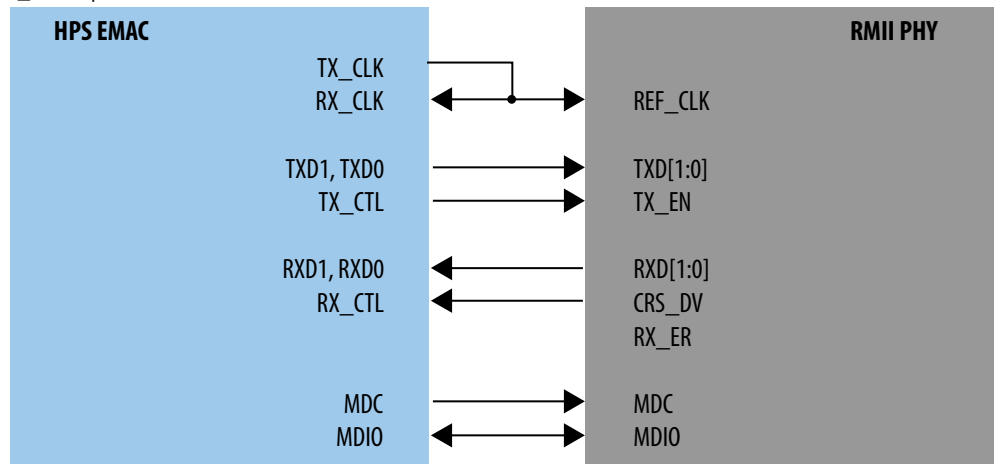 HPS EMAC
RMII PHY
TX_CLK
RX_CLK
REF_CLK
TXD1, TXD0
TXD[1:0]
TX_CTL
TX_EN
RXD1, RXD0
RXD[1:0]
RX_CTL
CRS_DV
RX_ER
MDC
MDC
MDIO
MDIO